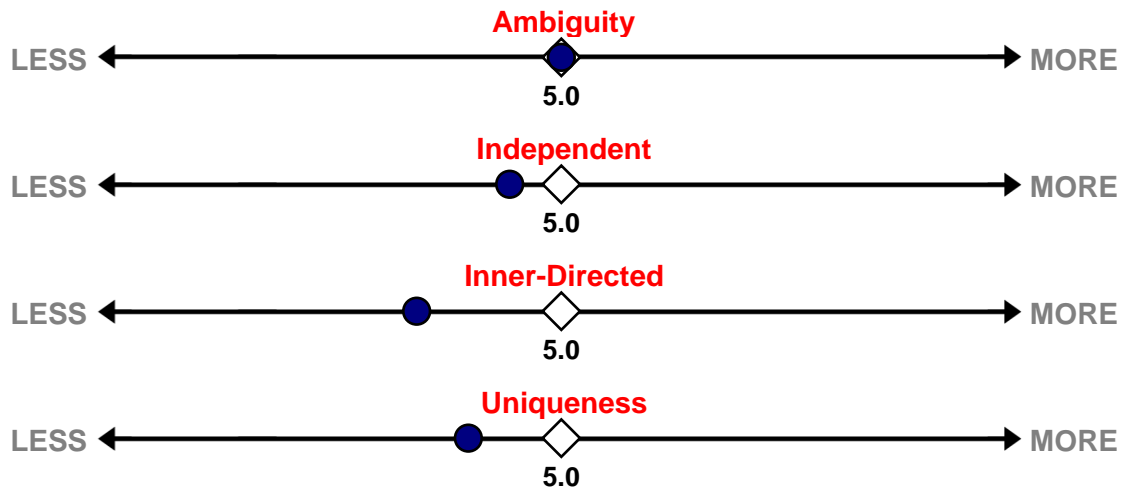 Ambiguity
LESS MORE
5.0
Independent
LESS MORE
5.0
Inner-Directed
LESS MORE
5.0
Uniqueness
LESS MORE
5.0